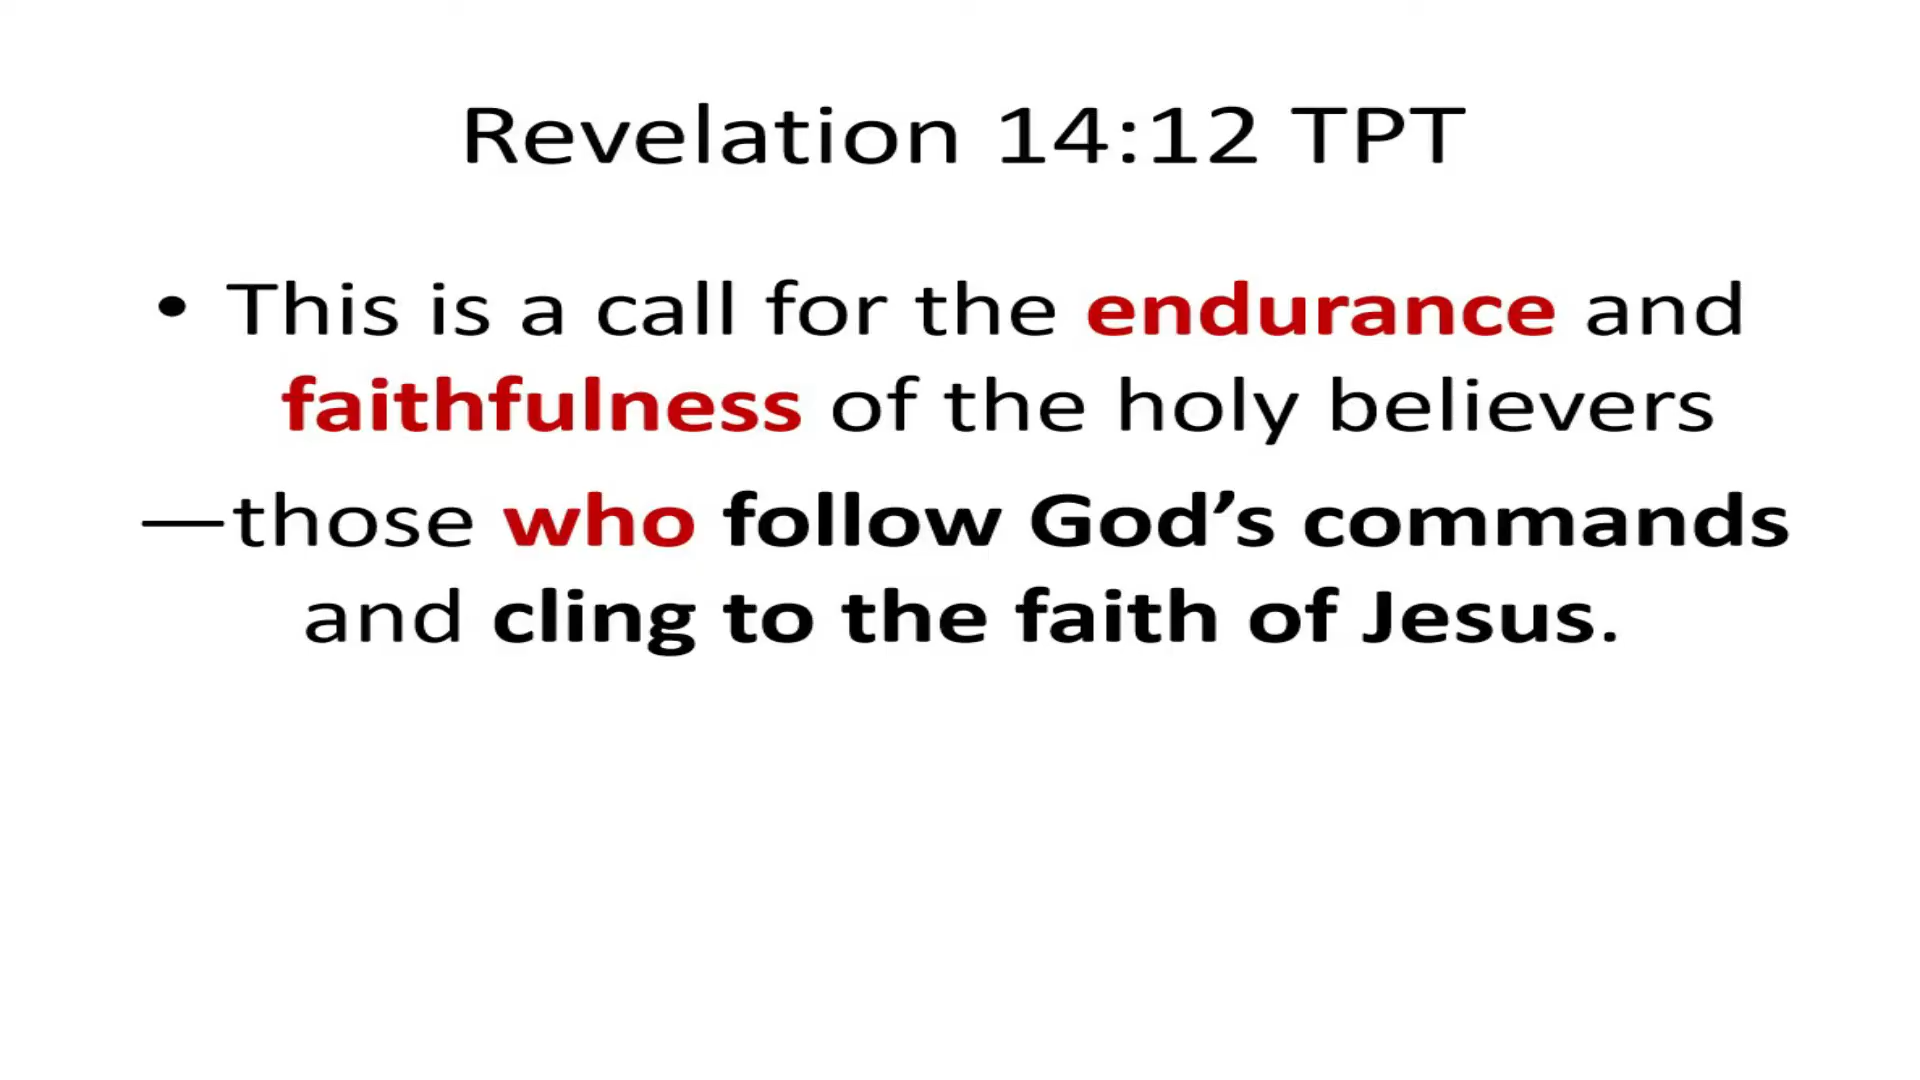 Revelation 14:12 TPT
• This is a call for the endurance and
faithfulness of the holy believers
—those who follow God’s commands
and cling to the faith of Jesus.